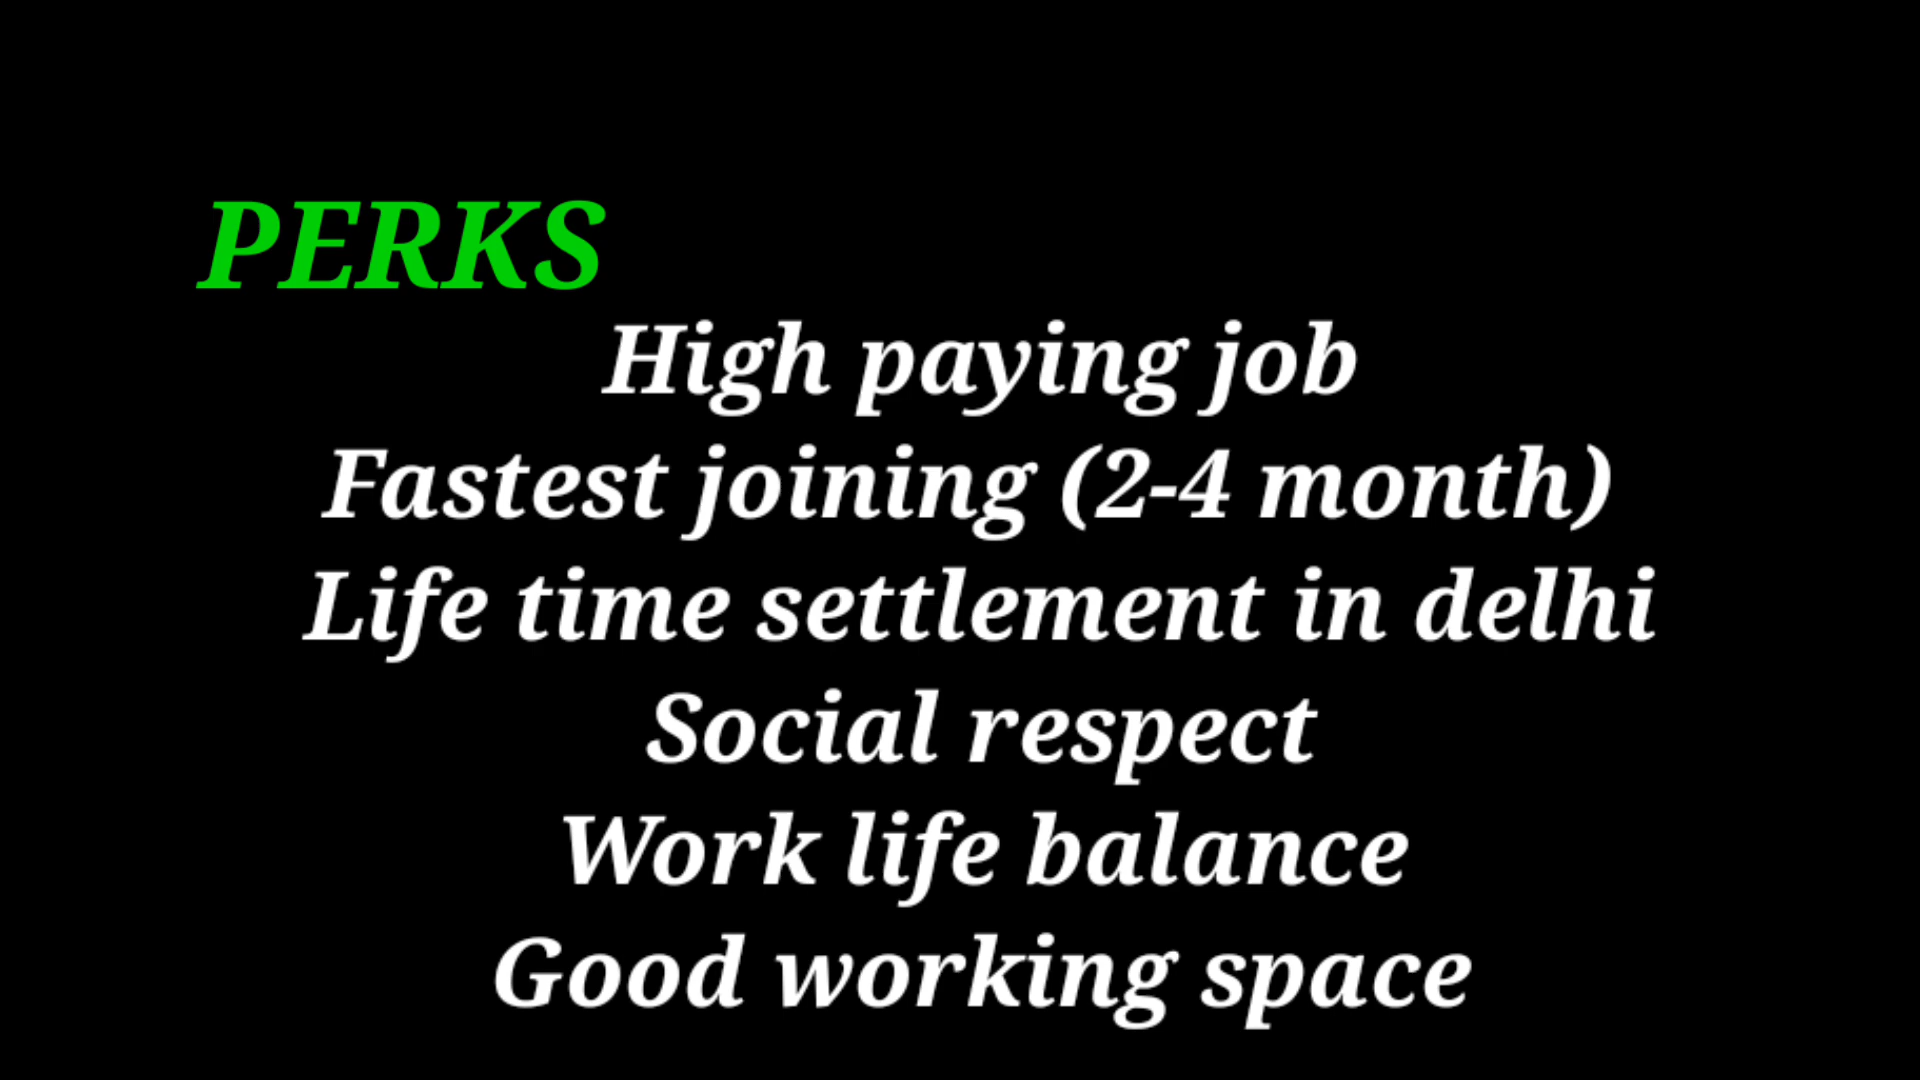 PERKS
High paying job
Fastest joining (2-4 month)
Life time settlement in delhi
Social respect
Work life balance
Good working space